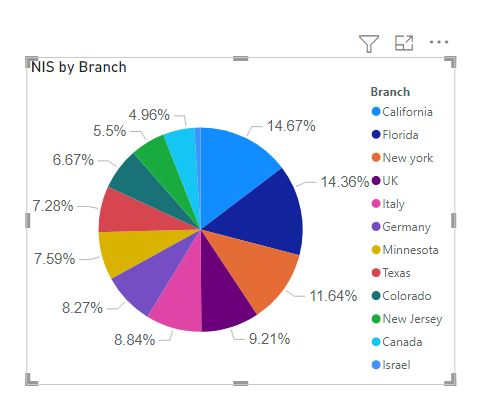 NIS by Branch
4.96%
14.67%
5.5%
6.67%
14.36%
7.28%
7.59%
11.64%
8.27%
8.84%
9.21%
Branch
California
Florida
New york
UK
Italy
Germany
Minnesota
Texas
Colorado
New Jersey
Canada
Israel